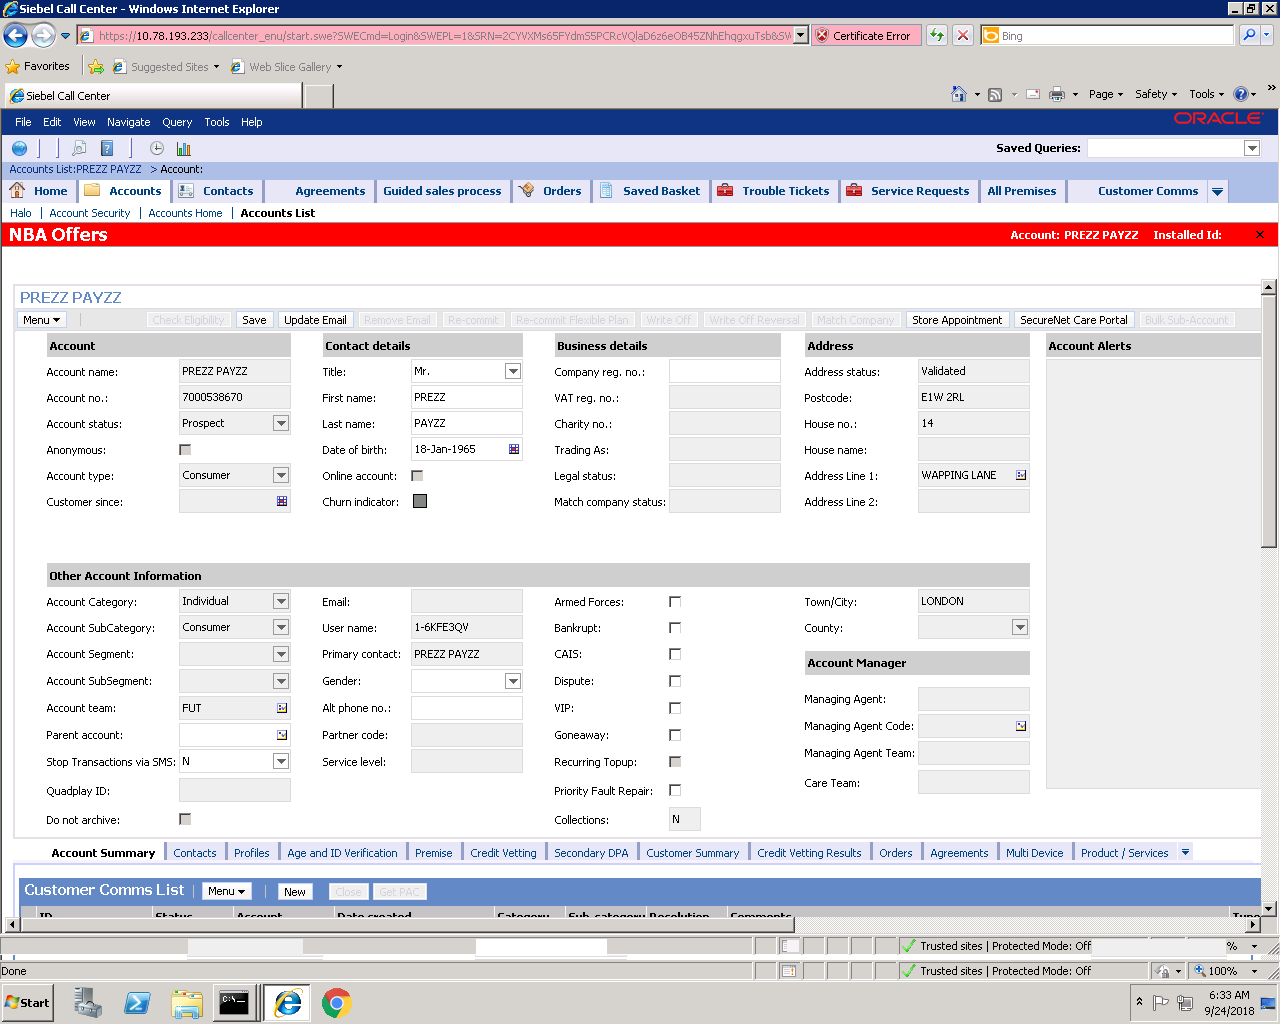 Siebel Call Center - Windows Internet Explorer
https://10.78.193.233/callcenter_enu/start.swe?SWECmd=Login&SWEPL=1&SRN=2CYVXMs65FYdmS5PCRcVQlaD6z6eOB45ZNhEhqgxuTsb&SW Certificate Error Bing
Favorites Suggested Sites Web Slice Gallery
Siebel Call Center Page Safety Tools
File Edit View Navigate Query Tools Help ORACLE
Saved Queries:
Accounts List:PREZZ PAYZZ > Account:
Home Accounts Contacts Agreements Guided sales process Orders Saved Basket Trouble Tickets Service Requests All Premises Customer Comms
Halo Account Security Accounts Home Accounts List
NBA Offers Account: PREZZ PAYZZ Installed Id:
PREZZ PAYZZ
Menu Check Eligibility Save Update Email Remove Email Re-commit Re-commit Flexible Plan Write Off Write Off Reversal Match Company Store Appointment SecureNet Care Portal Bulk Sub-Account
Account Contact details Business details Address Account Alerts
Account name: PREZZ PAYZZ Title: Mr. Company reg. no.: Address status: Validated
Account no.: 7000538670 First name: PREZZ VAT reg. no.: Postcode: E1W 2RL
Account status: Prospect Last name: PAYZZ Charity no.: House no.: 14
Anonymous: Date of birth: 18-Jan-1965 Trading As: House name:
Account type: Consumer Online account: Legal status: Address Line 1: WAPPING LANE
Customer since: Churn indicator: Match company status: Address Line 2:
Other Account Information
Account Category: Individual Email: Armed Forces: Town/City: LONDON
Account SubCategory: Consumer User name: 1-6KFE3QV Bankrupt: County:
Account Segment: Primary contact: PREZZ PAYZZ CAIS: Account Manager
Account SubSegment: Gender: Dispute:
Account team: FUT Alt phone no.: VIP: Managing Agent:
Parent account: Partner code: Goneaway: Managing Agent Code:
Stop Transactions via SMS: N Service level: Recurring Topup: Managing Agent Team:
Quadplay ID: Priority Fault Repair: Care Team:
Do not archive: Collections: N
Account Summary Contacts Profiles Age and ID Verification Premise Credit Vetting Secondary DPA Customer Summary Credit Vetting Results Orders Agreements Multi Device Product / Services
Customer Comms List Menu New Close Get PAC
ID Status Account Date created Category Sub-category Resolution Comments Type
Trusted sites | Protected Mode: Off %
Done Trusted sites | Protected Mode: Off 100%
Start 6:33 AM
9/24/2018